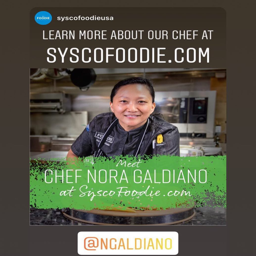 syscofoodieusa
LEARN MORE ABOUT OUR CHEF AT
SYSCOFOODIE.COM
Meet
CHEF NORA GALDIANO
at SyscoFoodie.com
@NGALDIANO